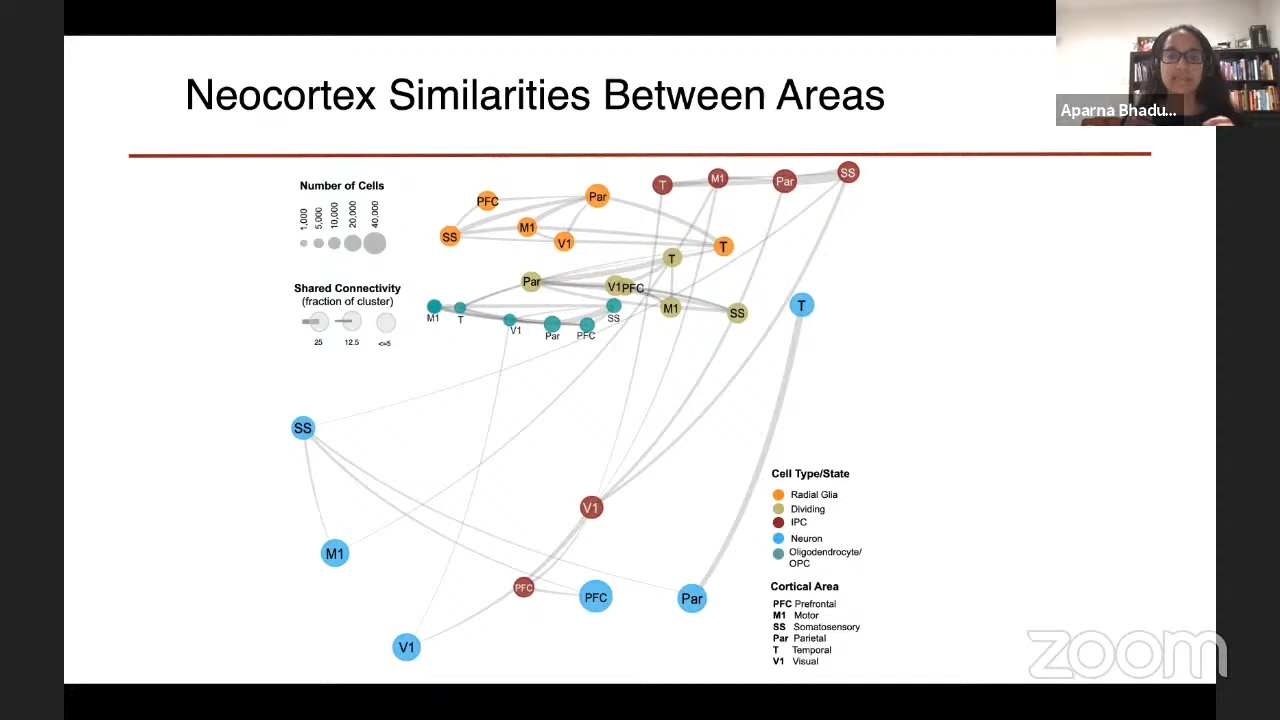 Neocortex Similarities Between Areas
Aparna Bhadu...
Number of Cells
1,000
5,000
10,000
20,000
40,000
Shared Connectivity
(fraction of cluster)
25
12.5
<=5
T
M1
Par
SS
PFC
Par
SS
M1
V1
T
T
Par
V1
PFC
M1
SS
M1
T
V1
Par
PFC
SS
T
SS
V1
M1
PFC
PFC
Par
V1
Cell Type/State
Radial Glia
Dividing
IPC
Neuron
Oligodendrocyte/
OPC
Cortical Area
PFC Prefrontal
M1 Motor
SS Somatosensory
Par Parietal
T Temporal
V1 Visual
zoom